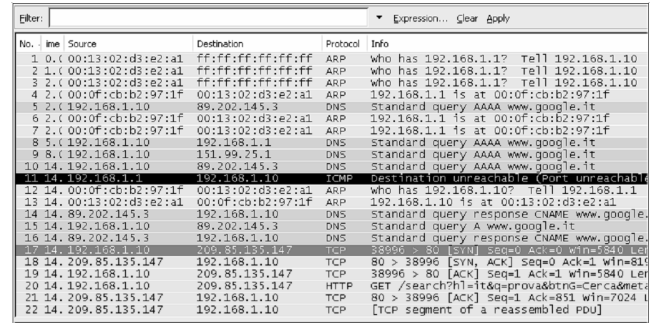 Filter:
Expression... Clear Apply
No. ime Source Destination Protocol Info
1 0.( 00:13:02:d3:e2:a1 ff:ff:ff:ff:ff:ff ARP who has 192.168.1.1? Tell 192.168.1.10
2 1.( 00:13:02:d3:e2:a1 ff:ff:ff:ff:ff:ff ARP who has 192.168.1.1? Tell 192.168.1.10
3 2.( 00:13:02:d3:e2:a1 ff:ff:ff:ff:ff:ff ARP who has 192.168.1.1? Tell 192.168.1.10
4 2.( 00:0f:cb:b2:97:1f 00:13:02:d3:e2:a1 ARP 192.168.1.1 is at 00:0f:cb:b2:97:1f
5 2.( 192.168.1.10 89.202.145.3 DNS Standard query AAAA www.google.it
6 2.( 00:0f:cb:b2:97:1f 00:13:02:d3:e2:a1 ARP 192.168.1.1 is at 00:0f:cb:b2:97:1f
7 2.( 00:0f:cb:b2:97:1f 00:13:02:d3:e2:a1 ARP 192.168.1.1 is at 00:0f:cb:b2:97:1f
8 5.( 192.168.1.10 192.168.1.1 DNS Standard query AAAA www.google.it
9 8.( 192.168.1.10 151.99.25.1 DNS Standard query AAAA www.google.it
10 14. 192.168.1.10 89.202.145.3 DNS Standard query AAAA www.google.it
11 14. 192.168.1.1 192.168.1.10 ICMP Destination unreachable (Port unreachable
12 14. 00:0f:cb:b2:97:1f 00:13:02:d3:e2:a1 ARP who has 192.168.1.10? Tell 192.168.1.1
13 14. 00:13:02:d3:e2:a1 00:0f:cb:b2:97:1f ARP 192.168.1.10 is at 00:13:02:d3:e2:a1
14 14. 89.202.145.3 192.168.1.10 DNS Standard query response CNAME www.google.
15 14. 192.168.1.10 89.202.145.3 DNS Standard query A www.google.it
16 14. 89.202.145.3 192.168.1.10 DNS Standard query response CNAME www.google.
17 14. 192.168.1.10 209.85.135.147 TCP 38996 > 80 [SYN] Seq=0 Ack=0 Win=5840 Len
18 14. 209.85.135.147 192.168.1.10 TCP 80 > 38996 [SYN, ACK] Seq=0 Ack=1 Win=819
19 14. 192.168.1.10 209.85.135.147 TCP 38996 > 80 [ACK] Seq=1 Ack=1 Win=5840 Ler
20 14. 192.168.1.10 209.85.135.147 HTTP GET /search?hl=it&q=prova&btnG=Cerca&meta
21 14. 209.85.135.147 192.168.1.10 TCP 80 > 38996 [ACK] Seq=1 Ack=851 Win=7024 L
22 14. 209.85.135.147 192.168.1.10 TCP [TCP segment of a reassembled PDU]